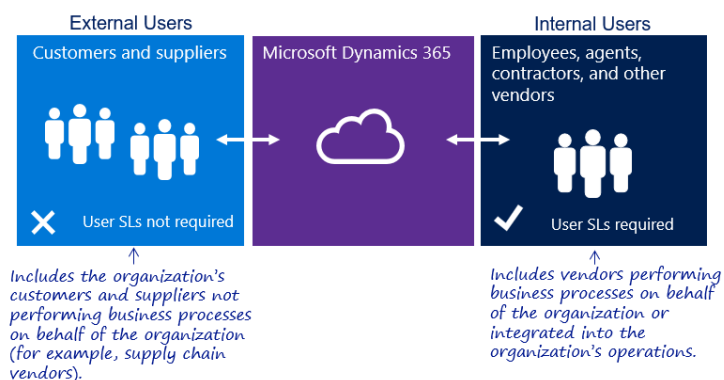 External Users
Internal Users
Customers and suppliers
Microsoft Dynamics 365
Employees, agents,
contractors, and other
vendors
User SLs not required
User SLs required
Includes the organization's
customers and suppliers not
performing business processes
on behalf of the organization
(for example, supply chain
vendors).
Includes vendors performing
business processes on behalf
of the organization or
integrated into the
organization's operations.